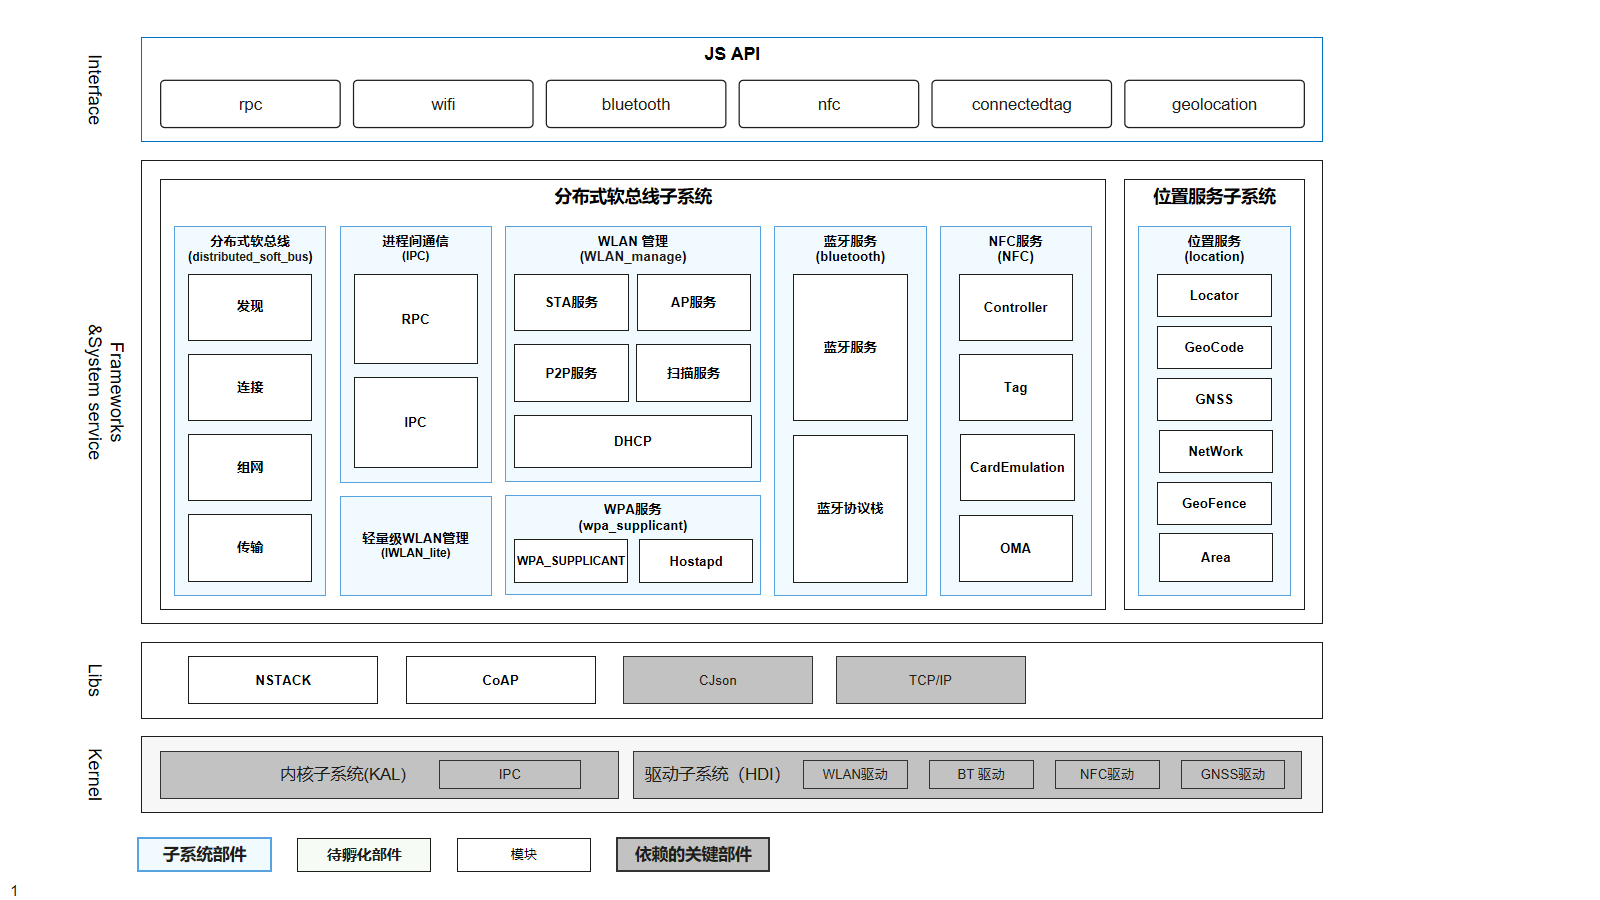 Interface
JS API
rpc
wifi
bluetooth
nfc
connectedtag
geolocation
Frameworks
&System service
分布式软总线子系统
分布式软总线
(distributed_soft_bus)
发现
连接
组网
传输
进程间通信
(IPC)
RPC
IPC
轻量级WLAN管理
(IWLAN_lite)
WLAN 管理
(WLAN_manage)
STA服务
AP服务
P2P服务
扫描服务
DHCP
WPA服务
(wpa_supplicant)
WPA_SUPPLICANT
Hostapd
蓝牙服务
(bluetooth)
蓝牙服务
蓝牙协议栈
NFC服务
(NFC)
Controller
Tag
CardEmulation
OMA
位置服务子系统
位置服务
(location)
Locator
GeoCode
GNSS
NetWork
GeoFence
Area
Libs
NSTACK
CoAP
CJson
TCP/IP
Kernel
内核子系统(KAL)
IPC
驱动子系统（HDI）
WLAN驱动
BT 驱动
NFC驱动
GNSS驱动
子系统部件
待孵化部件
模块
依赖的关键部件
1